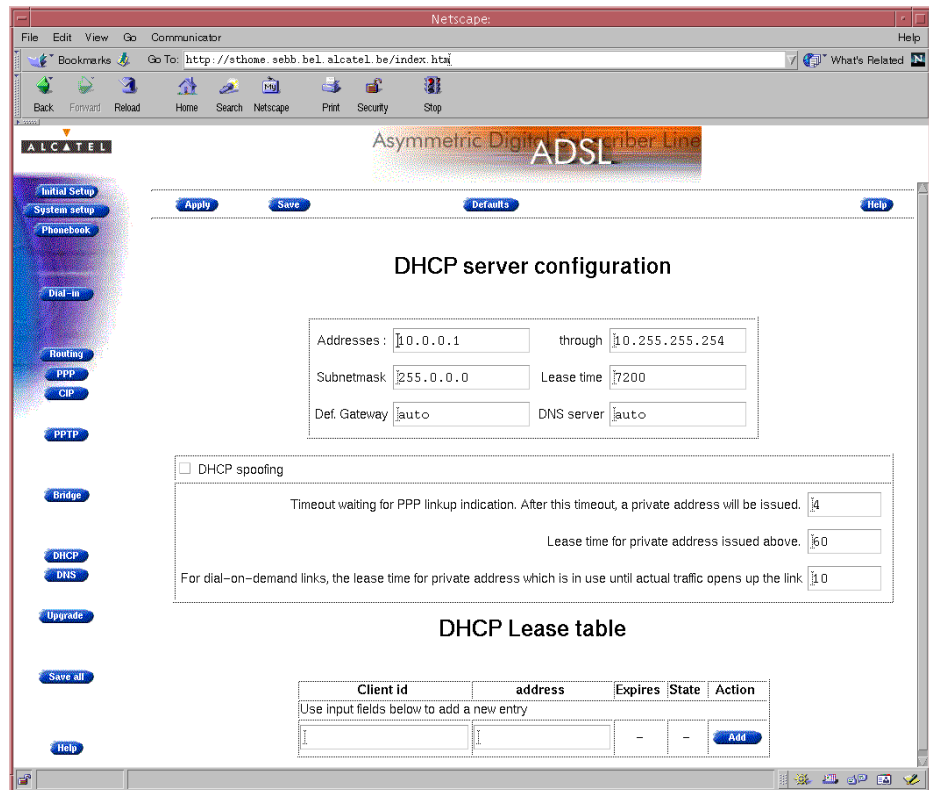 Netscape:
File Edit View Go Communicator Help
Bookmarks Go To: http://sthome.sebb.bel.alcatel.be/index.htm What's Related
Back Forward Reload Home Search Netscape Print Security Stop
My
ALCATEL
Asymmetric Digital Subscriber Line
ADSL
Initial Setup
System setup
Phonebook
Dial-in
Routing
PPP
CIP
PPTP
Bridge
DHCP
DNS
Upgrade
Save all
Help
Apply Save Defaults Help
DHCP server configuration
Addresses : 10.0.0.1 through 10.255.255.254
Subnetmask 255.0.0.0 Lease time 7200
Def. Gateway auto DNS server auto
DHCP spoofing
Timeout waiting for PPP linkup indication. After this timeout, a private address will be issued. 4
Lease time for private address issued above. 60
For dial-on-demand links, the lease time for private address which is in use until actual traffic opens up the link 10
DHCP Lease table
Client id address Expires State Action
Use input fields below to add a new entry
- - Add